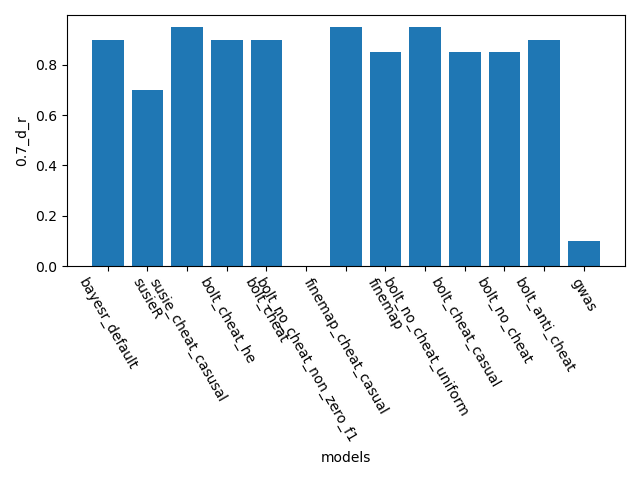 0.7_d_r
0.8
0.6
0.4
0.2
0.0
bayesr_default
susieR
susie_cheat_casusal
bolt_cheat_he
bolt_cheat
bolt_no_cheat_non_zero_f1
finemap_cheat_casual
finemap
bolt_no_cheat_uniform
bolt_cheat_casual
bolt_no_cheat
bolt_anti_cheat
gwas
models